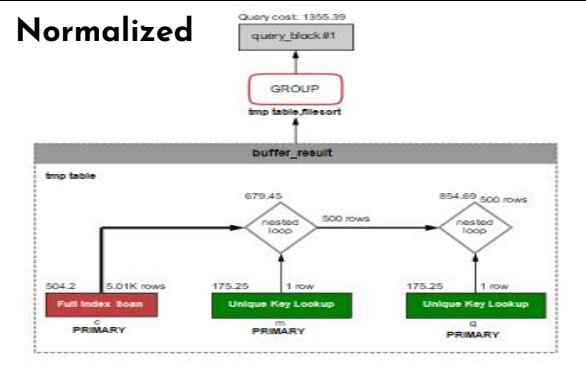 Normalized
Query cost: 1355.39
query_block #1
GROUP
tmp table, filesort
buffer_result
tmp table
679.45
nested
loop
500 rows
854.69
500 rows
nested
loop
504.2
5.01K rows
Full Index Scan
c
PRIMARY
175.25
1 row
Unique Key Lookup
m
PRIMARY
175.25
1 row
Unique Key Lookup
q
PRIMARY